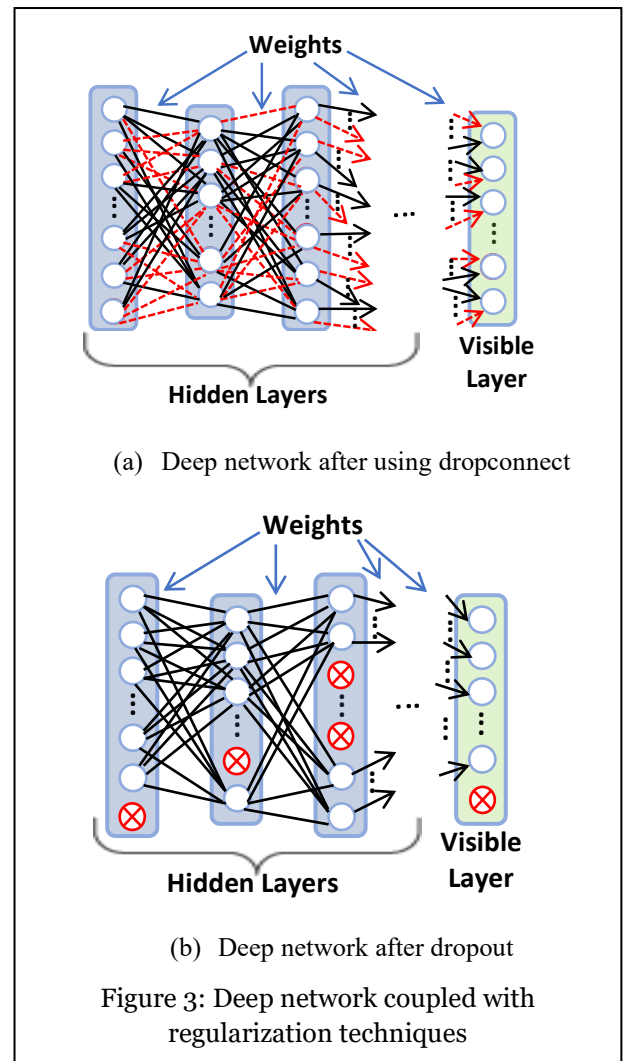 Weights
Hidden Layers
Visible
Layer
(a) Deep network after using dropconnect
Weights
Hidden Layers
Visible
Layer
(b) Deep network after dropout
Figure 3: Deep network coupled with
regularization techniques